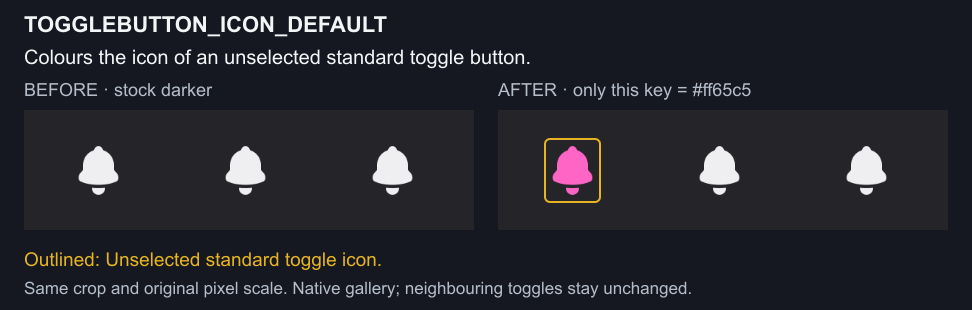 TOGGLEBUTTON_ICON_DEFAULT
Colours the icon of an unselected standard toggle button.
BEFORE · stock darker
AFTER · only this key = #ff65c5
Outlined: Unselected standard toggle icon.
Same crop and original pixel scale. Native gallery; neighbouring toggles stay unchanged.